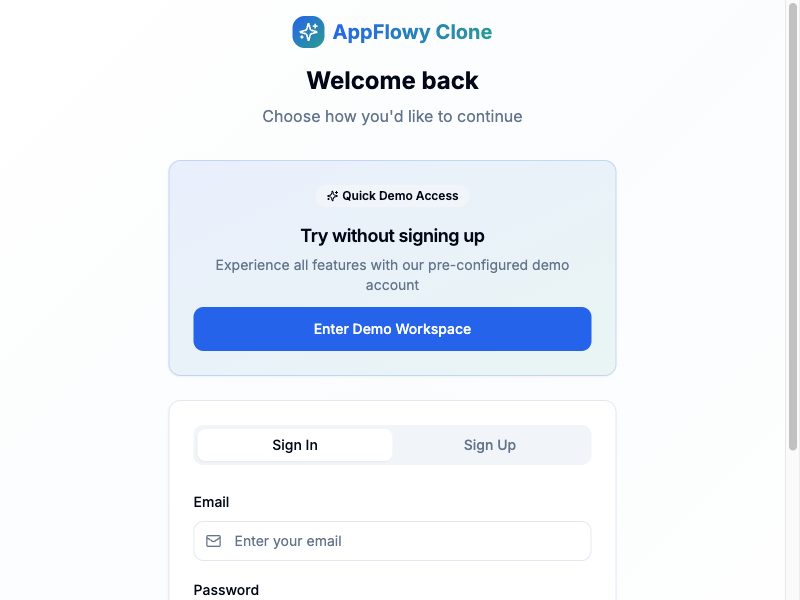 AppFlowy Clone
Welcome back
Choose how you'd like to continue
Quick Demo Access
Try without signing up
Experience all features with our pre-configured demo
account
Enter Demo Workspace
Sign In
Sign Up
Email
Enter your email
Password